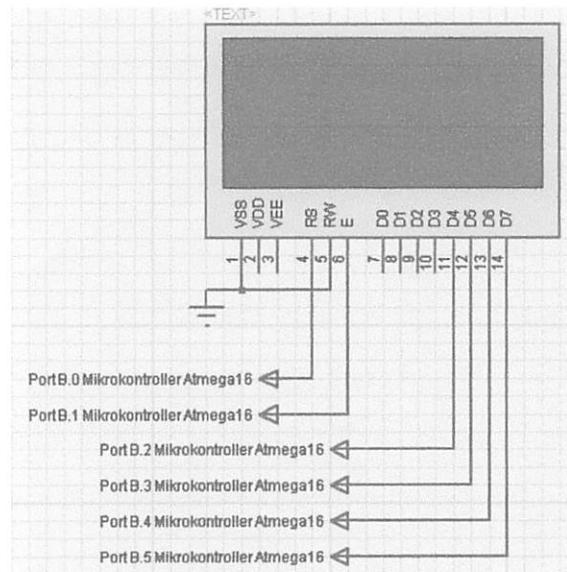 <TEXT>
VSS
VDD
VEE
RS
RW
E
D0
D1
D2
D3
D4
D5
D6
D7
1
2
3
4
5
6
7
8
9
10
11
12
13
14
Port B.0 Mikrokontroller Atmega16
Port B.1 Mikrokontroller Atmega16
Port B.2 Mikrokontroller Atmega16
Port B.3 Mikrokontroller Atmega16
Port B.4 Mikrokontroller Atmega16
Port B.5 Mikrokontroller Atmega16